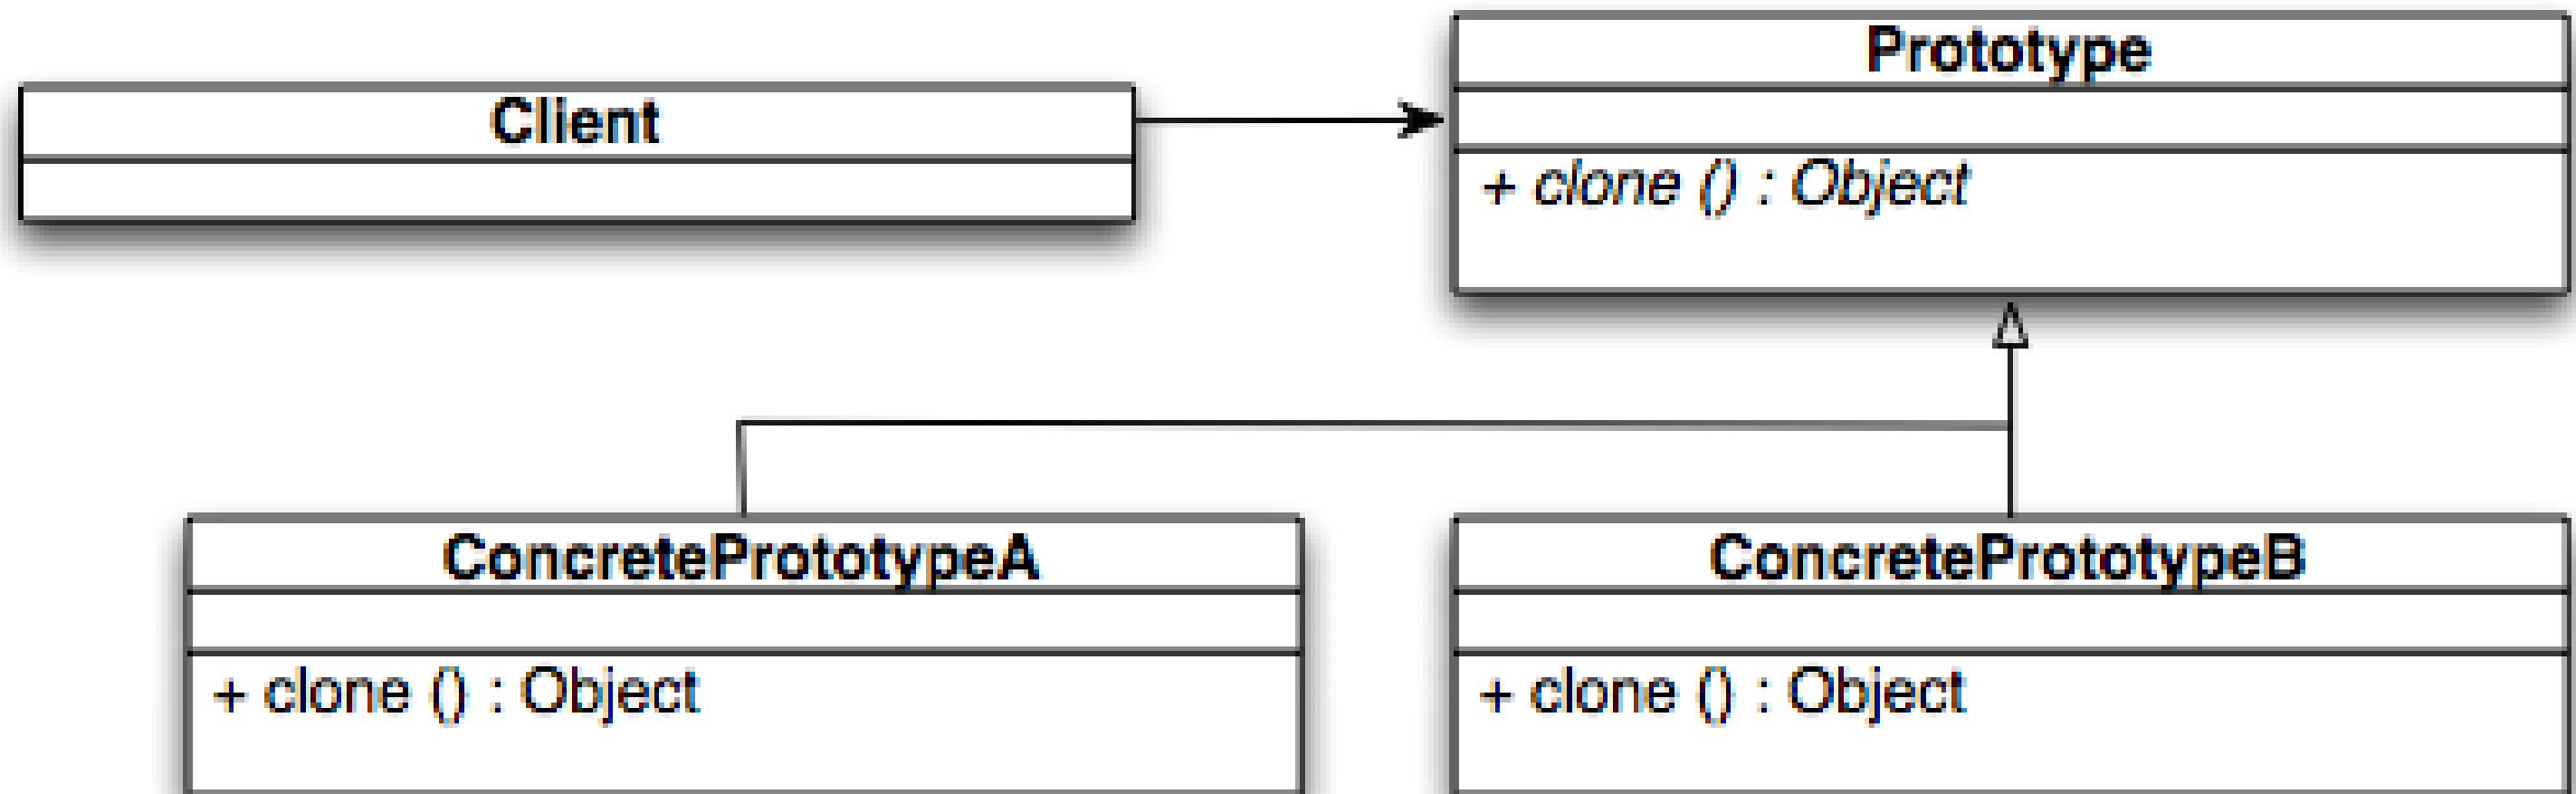 Prototype
Client
+ clone () : Object
ConcretePrototypeA
ConcretePrototypeB
+ clone () : Object
+ clone () : Object